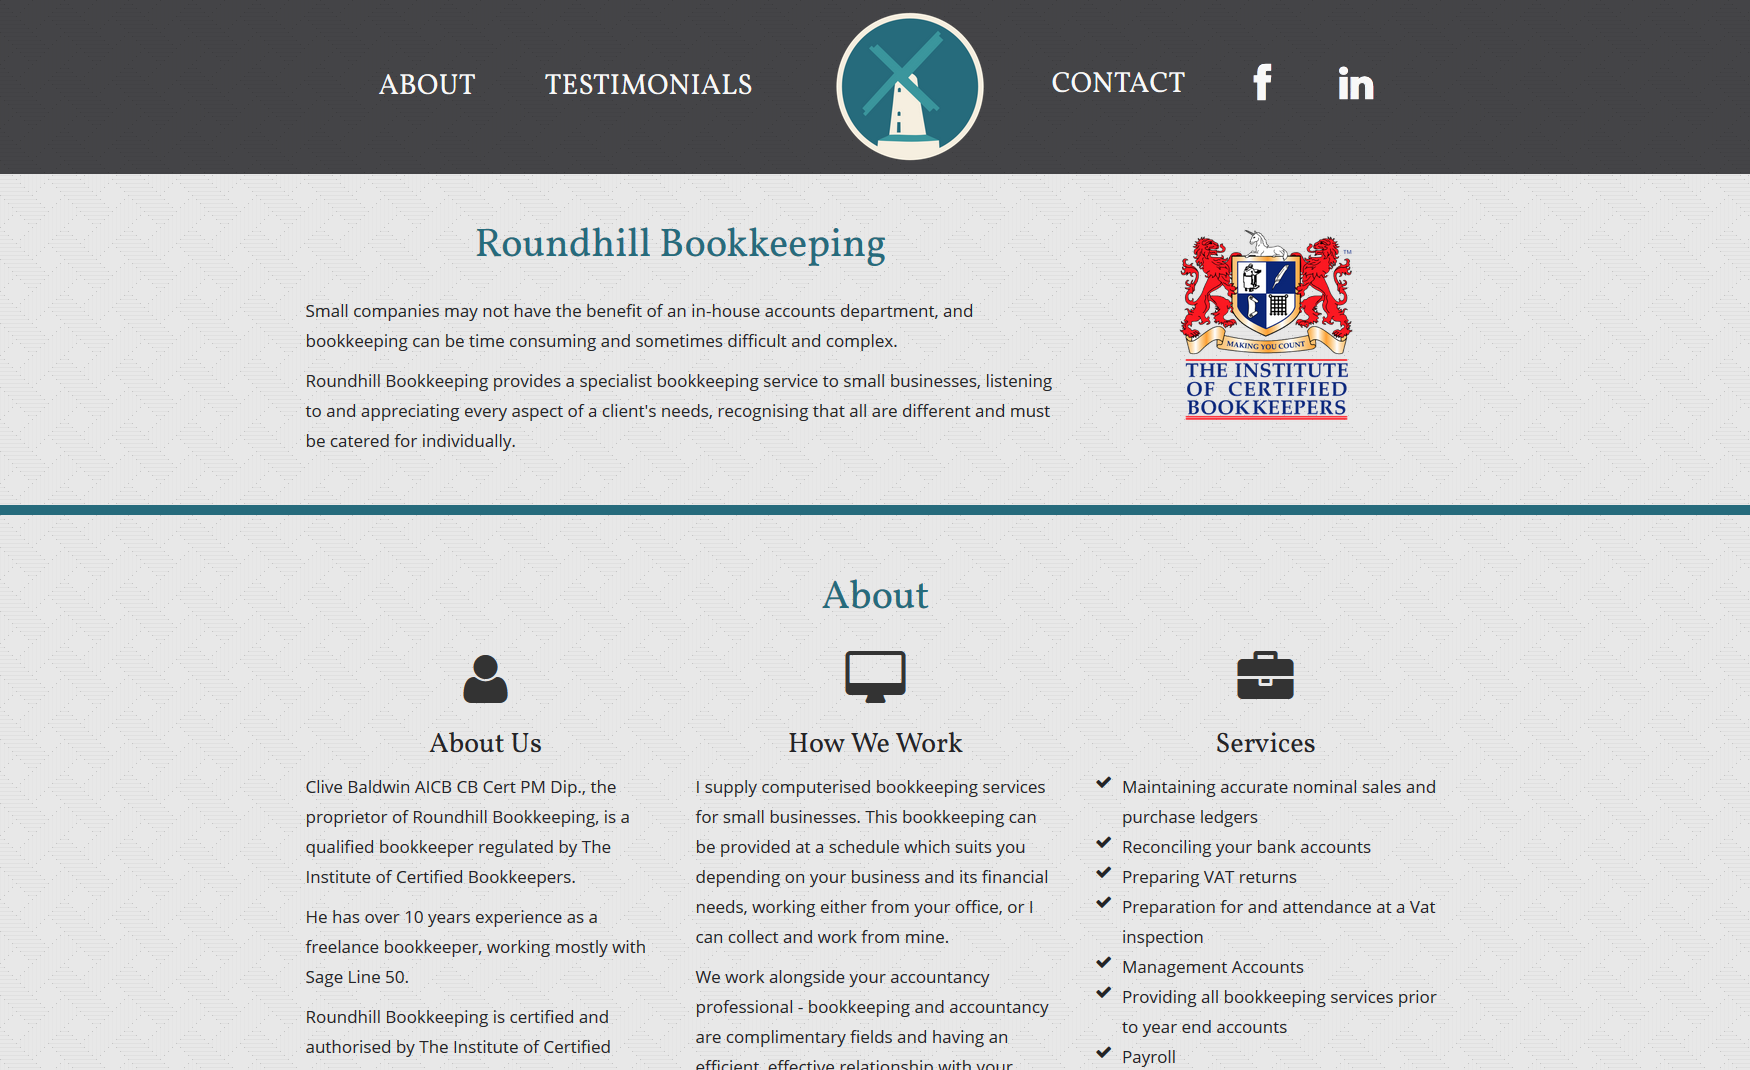 ABOUT
TESTIMONIALS
CONTACT
Roundhill Bookkeeping
Small companies may not have the benefit of an in-house accounts department, and
bookkeeping can be time consuming and sometimes difficult and complex.
Roundhill Bookkeeping provides a specialist bookkeeping service to small businesses, listening
to and appreciating every aspect of a client's needs, recognising that all are different and must
be catered for individually.
TM
MAKING YOU COUNT
THE INSTITUTE
OF CERTIFIED
BOOKKEEPERS
About
About Us
Clive Baldwin AICB CB Cert PM Dip., the
proprietor of Roundhill Bookkeeping, is a
qualified bookkeeper regulated by The
Institute of Certified Bookkeepers.
He has over 10 years experience as a
freelance bookkeeper, working mostly with
Sage Line 50.
Roundhill Bookkeeping is certified and
authorised by The Institute of Certified
How We Work
I supply computerised bookkeeping services
for small businesses. This bookkeeping can
be provided at a schedule which suits you
depending on your business and its financial
needs, working either from your office, or I
can collect and work from mine.
We work alongside your accountancy
professional - bookkeeping and accountancy
are complimentary fields and having an
efficient, effective relationship with your
Services
Maintaining accurate nominal sales and
purchase ledgers
Reconciling your bank accounts
Preparing VAT returns
Preparation for and attendance at a Vat
inspection
Management Accounts
Providing all bookkeeping services prior
to year end accounts
Payroll